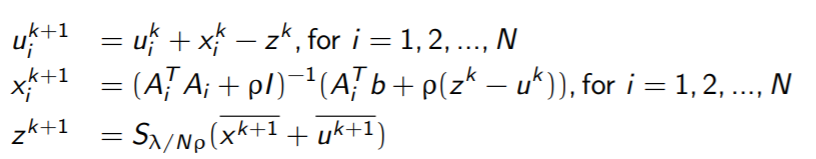 u_i^{k+1} = u_i^k + x_i^k − z^k, for i = 1, 2, ..., N
x_i^{k+1} = (A_i^T A_i + ρI)^{−1}(A_i^T b + ρ(z^k − u^k)), for i = 1, 2, ..., N
z^{k+1} = S_{λ/Nρ}(\overline{x^{k+1}} + \overline{u^{k+1}})